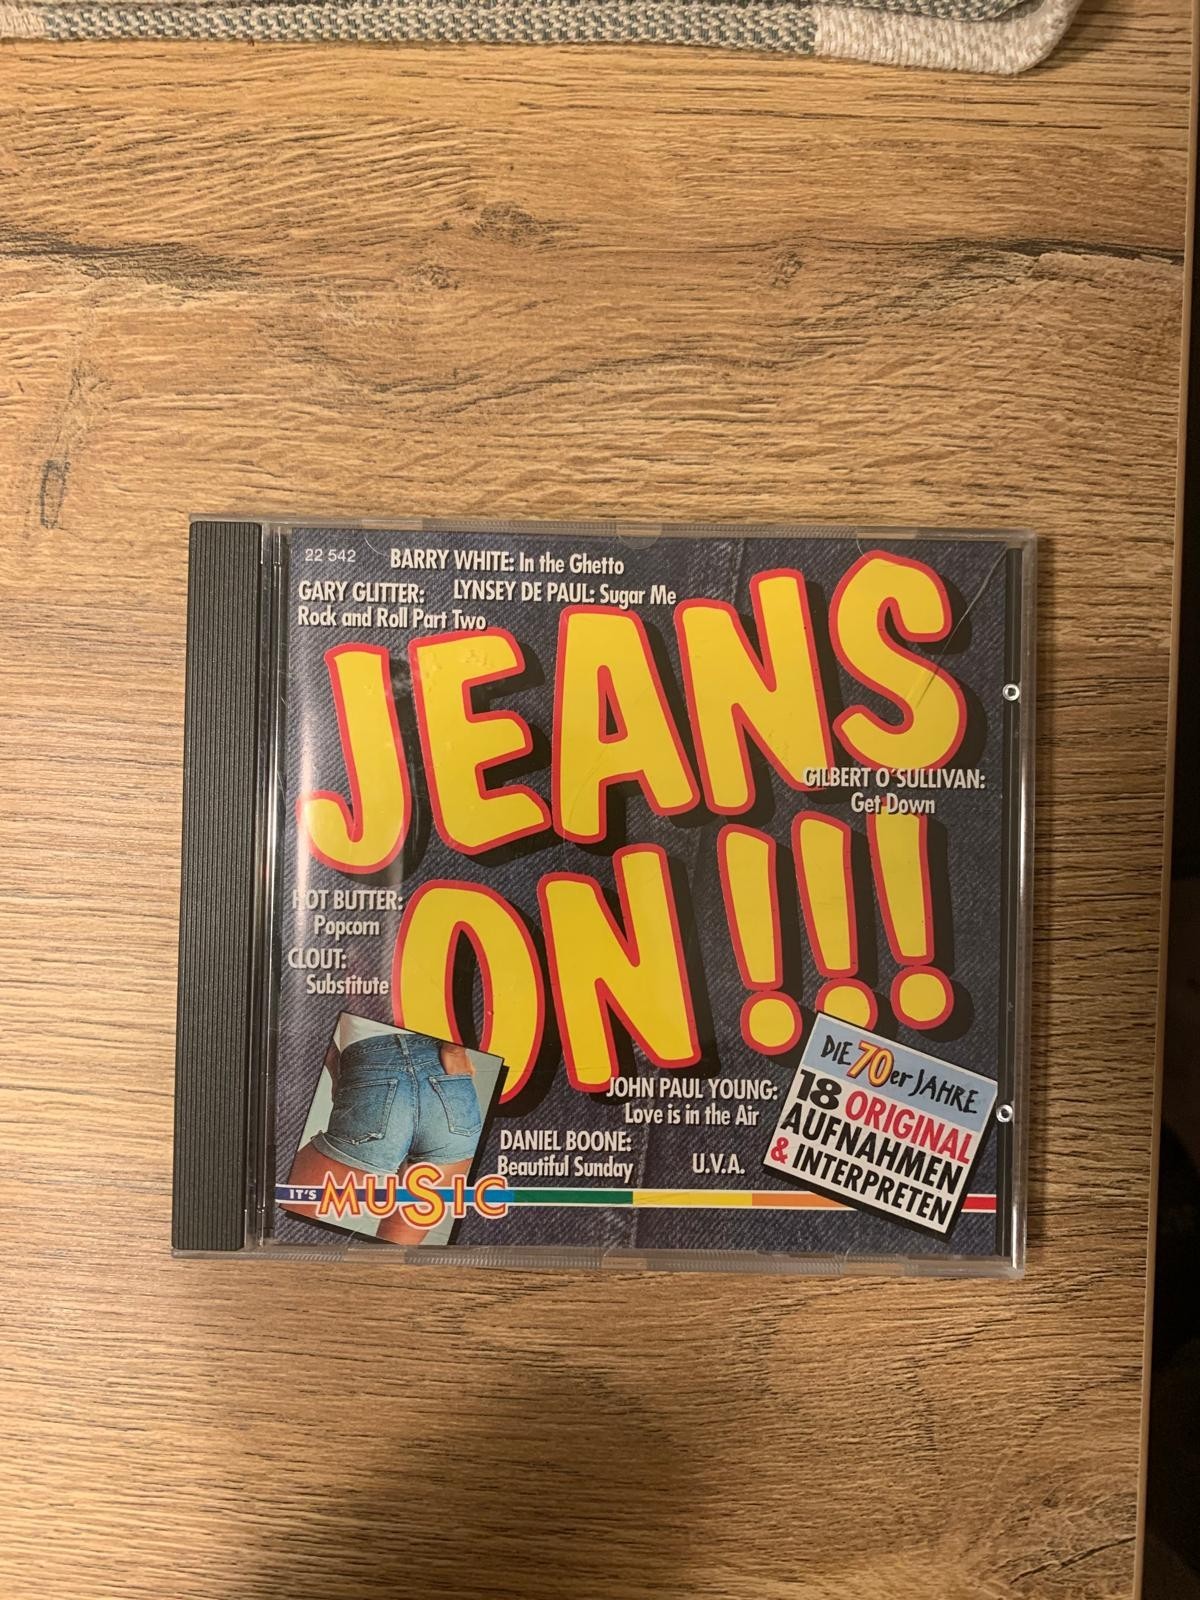 22 542
BARRY WHITE: In the Ghetto
GARY GLITTER:
Rock and Roll Part Two
LYNSEY DE PAUL: Sugar Me
JEANS
GILBERT O'SULLIVAN:
Get Down
ON!!!
HOT BUTTER:
Popcorn
CLOUT:
Substitute
JOHN PAUL YOUNG:
Love is in the Air
DANIEL BOONE:
Beautiful Sunday
U.V.A.
DIE 70er JAHRE
18 ORIGINAL
AUFNAHMEN
& INTERPRETEN
IT'S MUSIC